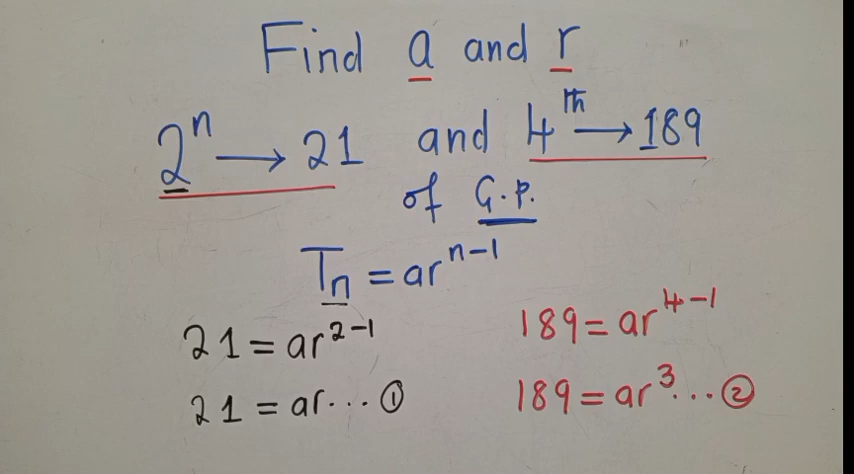 Find a and r
2ⁿ → 21 and 4ᵗʰ → 189
of G.P.
Tₙ = arⁿ⁻¹
21 = ar²⁻¹
189 = ar⁴⁻¹
21 = ar... ①
189 = ar³... ②